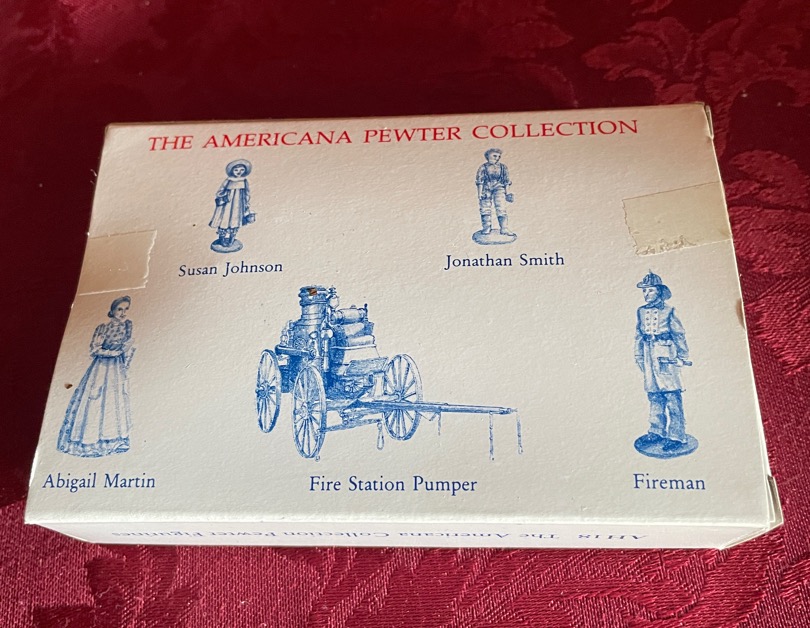 THE AMERICANA PEWTER COLLECTION
Susan Johnson
Jonathan Smith
Abigail Martin
Fire Station Pumper
Fireman
AH18 The Americana Collection Pewter Figurines